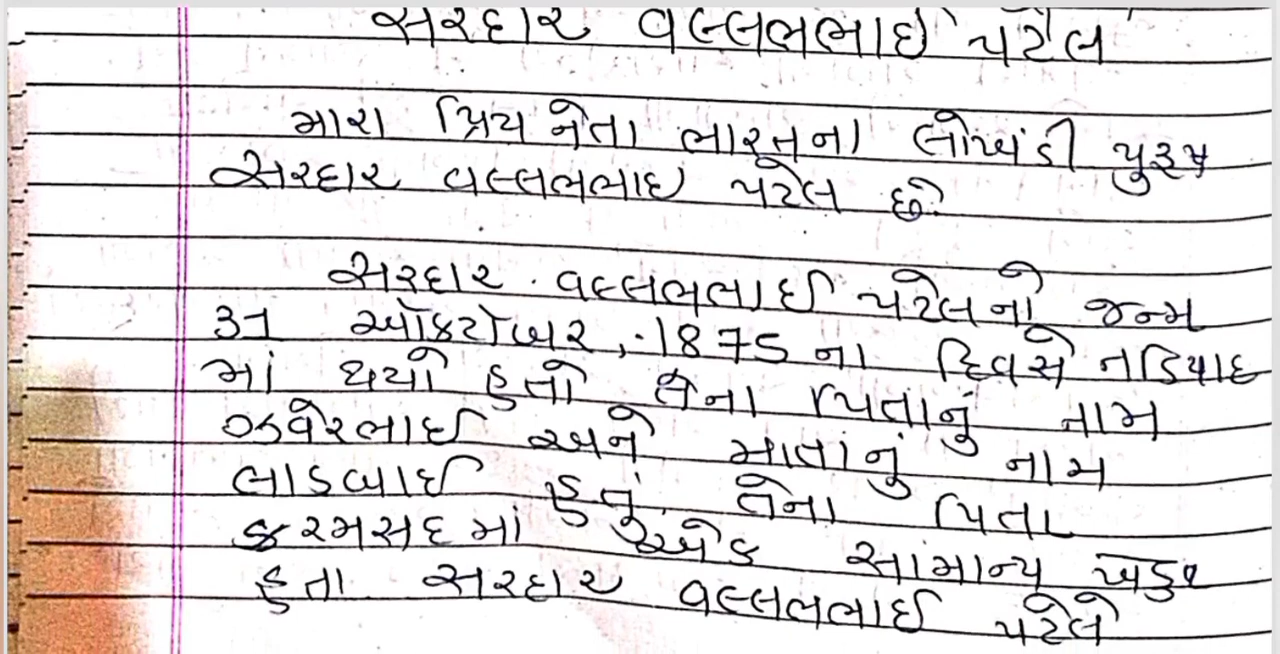 સરદાર વલ્લભભાઈ પટેલ
મારા પ્રિય નેતા ભારતના લોખંડી પુરૂષ
સરદાર વલ્લભભાઇ પટેલ છે.
સરદાર વલ્લભભાઈ પટેલનો જન્મ
31 ઓક્ટોબર, 1875 ના દિવસે નડિયાદ
માં થયો હતો તેના પિતાનું નામ
ઝવેરભાઈ અને માતાનું નામ
લાડબાઈ હતું. તેના પિતા
કરમસદમાં એક સામાન્ય ખેડુત
હતા સરદાર વલ્લભભાઈ પટેલે